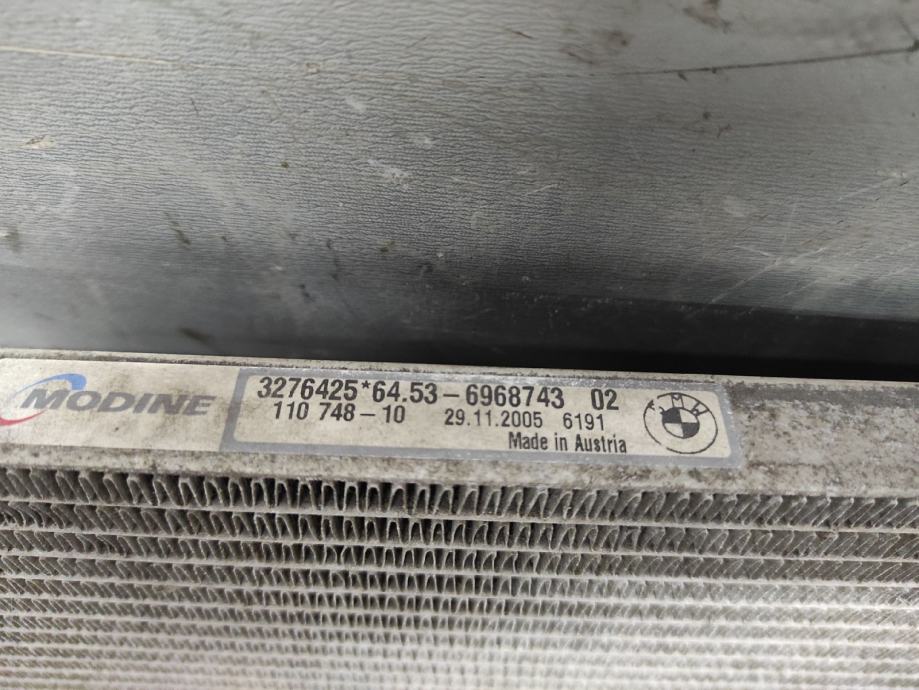 MODINE
3276425*64.53-6968743 02
110 748-10 29.11.2005 6191
Made in Austria
BMW